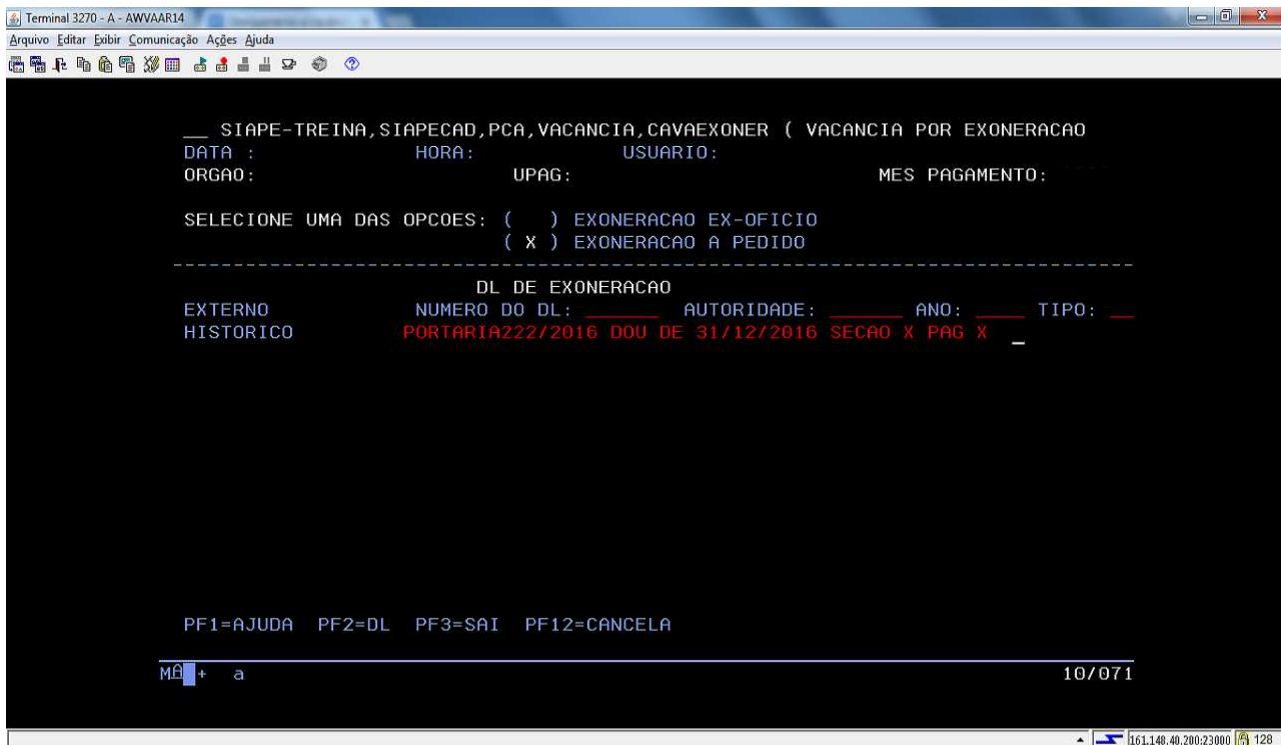 Terminal 3270 - A - AWVAAR14
Arquivo Editar Exibir Comunicação Ações Ajuda
__ SIAPE-TREINA,SIAPECAD,PCA,VACANCIA,CAVAEXONER ( VACANCIA POR EXONERACAO
DATA : HORA: USUARIO:
ORGAO: UPAG: MES PAGAMENTO:
SELECIONE UMA DAS OPCOES: ( ) EXONERACAO EX-OFICIO
( X ) EXONERACAO A PEDIDO
DL DE EXONERACAO
EXTERNO NUMERO DO DL: ______ AUTORIDADE: ______ ANO: ____ TIPO: __
HISTORICO PORTARIA222/2016 DOU DE 31/12/2016 SECAO X PAG X _
PF1=AJUDA PF2=DL PF3=SAI PF12=CANCELA
MA + a 10/071
161.148.40.200:23000 128